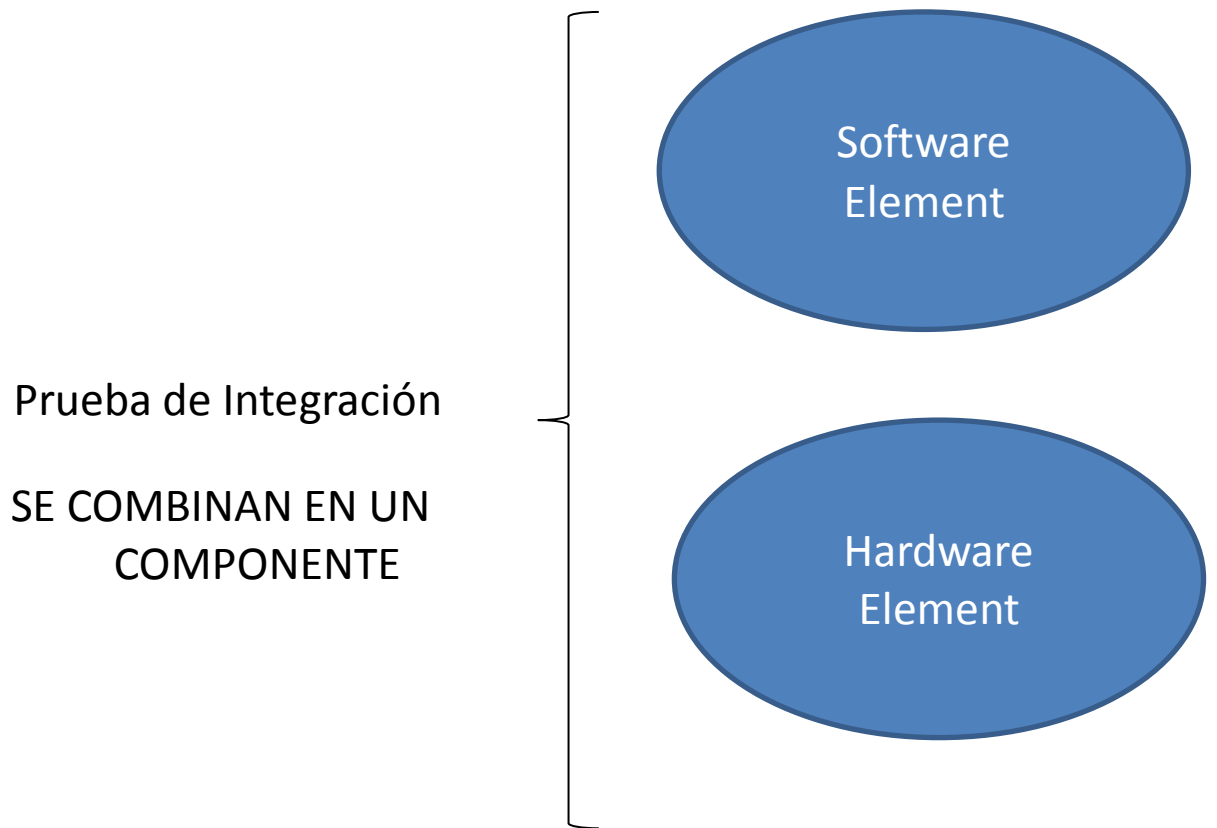 Prueba de Integración
SE COMBINAN EN UN
COMPONENTE
Software
Element
Hardware
Element